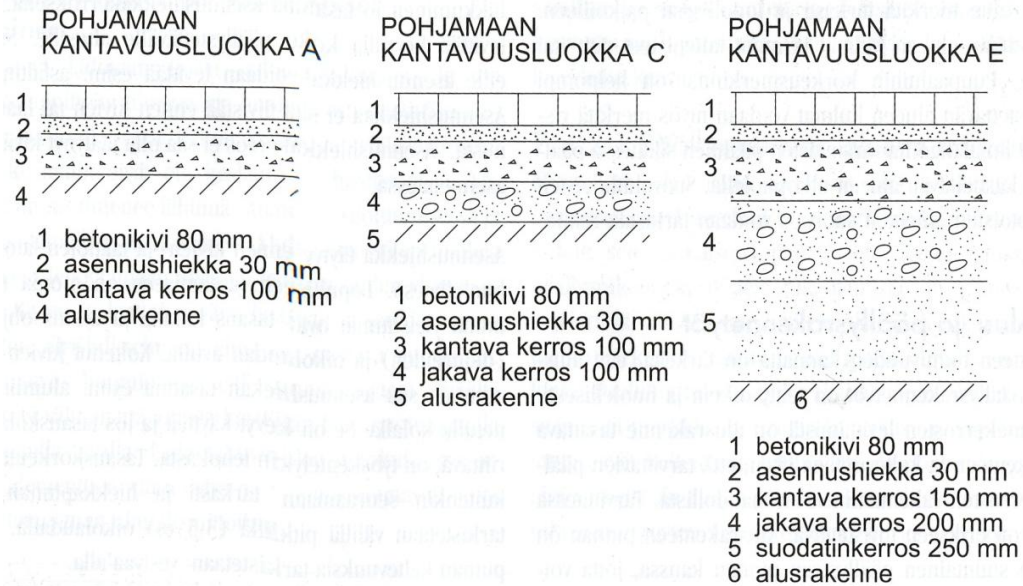 POHJAMAAN
KANTAVUUSLUOKKA A
1
2
3
4
1 betonikivi 80 mm
2 asennushiekka 30 mm
3 kantava kerros 100 mm
4 alusrakenne
POHJAMAAN
KANTAVUUSLUOKKA C
1
2
3
4
5
1 betonikivi 80 mm
2 asennushiekka 30 mm
3 kantava kerros 100 mm
4 jakava kerros 100 mm
5 alusrakenne
POHJAMAAN
KANTAVUUSLUOKKA E
1
2
3
4
5
6
1 betonikivi 80 mm
2 asennushiekka 30 mm
3 kantava kerros 150 mm
4 jakava kerros 200 mm
5 suodatinkerros 250 mm
6 alusrakenne